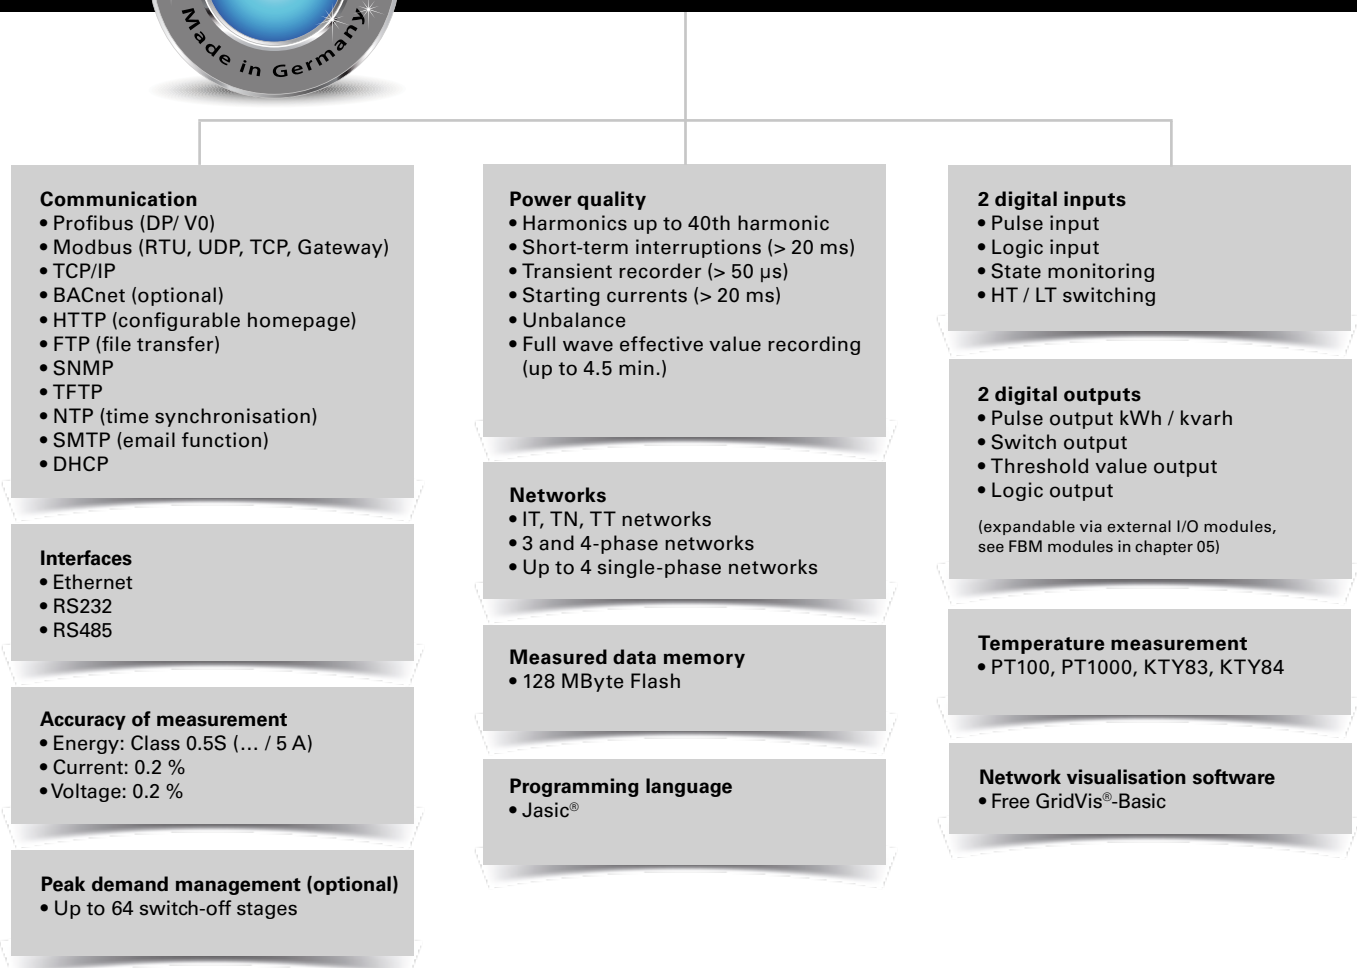 Made in Germany
Communication
• Profibus (DP/ V0)
• Modbus (RTU, UDP, TCP, Gateway)
• TCP/IP
• BACnet (optional)
• HTTP (configurable homepage)
• FTP (file transfer)
• SNMP
• TFTP
• NTP (time synchronisation)
• SMTP (email function)
• DHCP
Interfaces
• Ethernet
• RS232
• RS485
Accuracy of measurement
• Energy: Class 0.5S (… / 5 A)
• Current: 0.2 %
• Voltage: 0.2 %
Peak demand management (optional)
• Up to 64 switch-off stages
Power quality
• Harmonics up to 40th harmonic
• Short-term interruptions (> 20 ms)
• Transient recorder (> 50 µs)
• Starting currents (> 20 ms)
• Unbalance
• Full wave effective value recording
(up to 4.5 min.)
Networks
• IT, TN, TT networks
• 3 and 4-phase networks
• Up to 4 single-phase networks
Measured data memory
• 128 MByte Flash
Programming language
• Jasic®
2 digital inputs
• Pulse input
• Logic input
• State monitoring
• HT / LT switching
2 digital outputs
• Pulse output kWh / kvarh
• Switch output
• Threshold value output
• Logic output
(expandable via external I/O modules,
see FBM modules in chapter 05)
Temperature measurement
• PT100, PT1000, KTY83, KTY84
Network visualisation software
• Free GridVis®-Basic